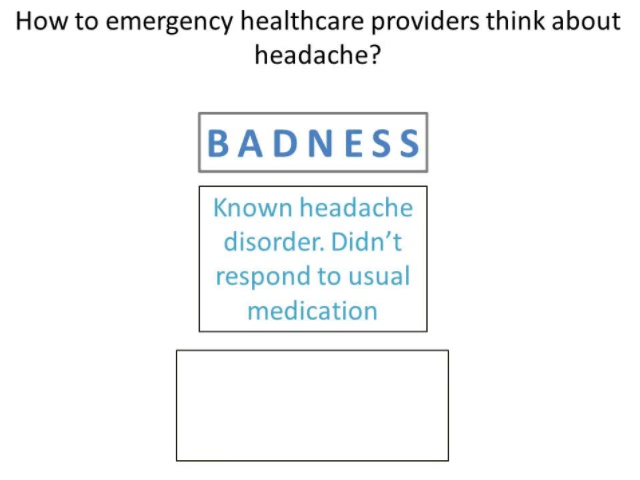 How to emergency healthcare providers think about
headache?
BADNESS
Known headache
disorder. Didn't
respond to usual
medication